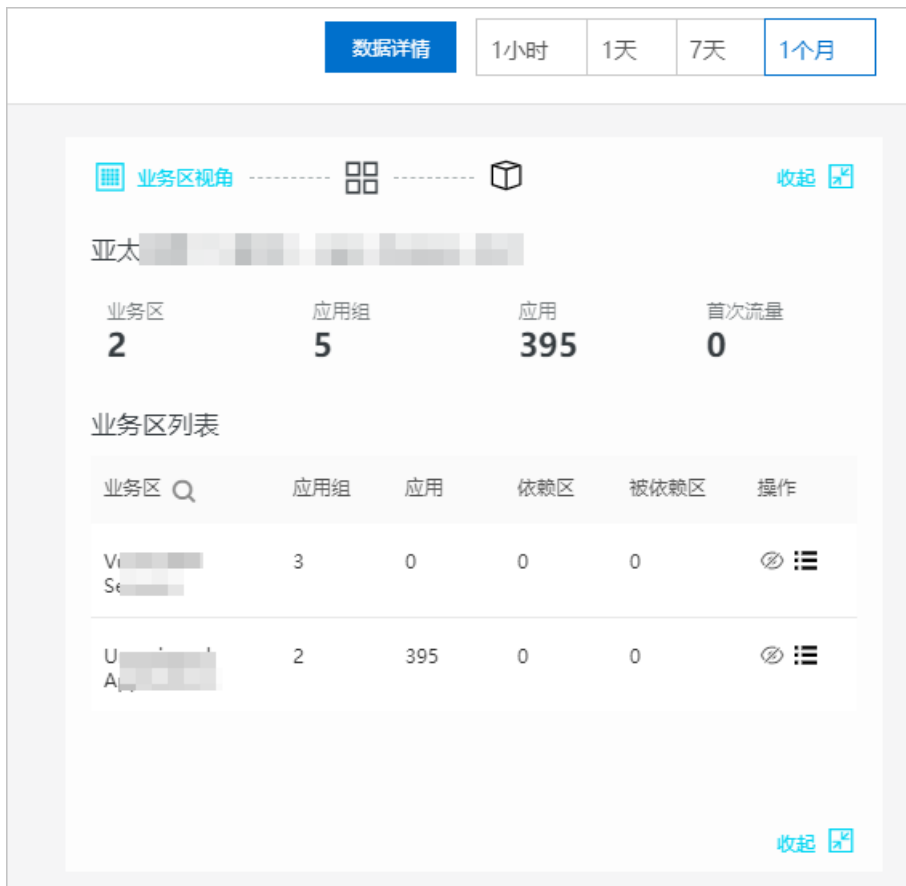 数据详情 1小时 1天 7天 1个月
业务区视角 收起
亚太
业务区 应用组 应用 首次流量
2 5 395 0
业务区列表
业务区 应用组 应用 依赖区 被依赖区 操作
3 0 0 0
2 395 0 0
收起